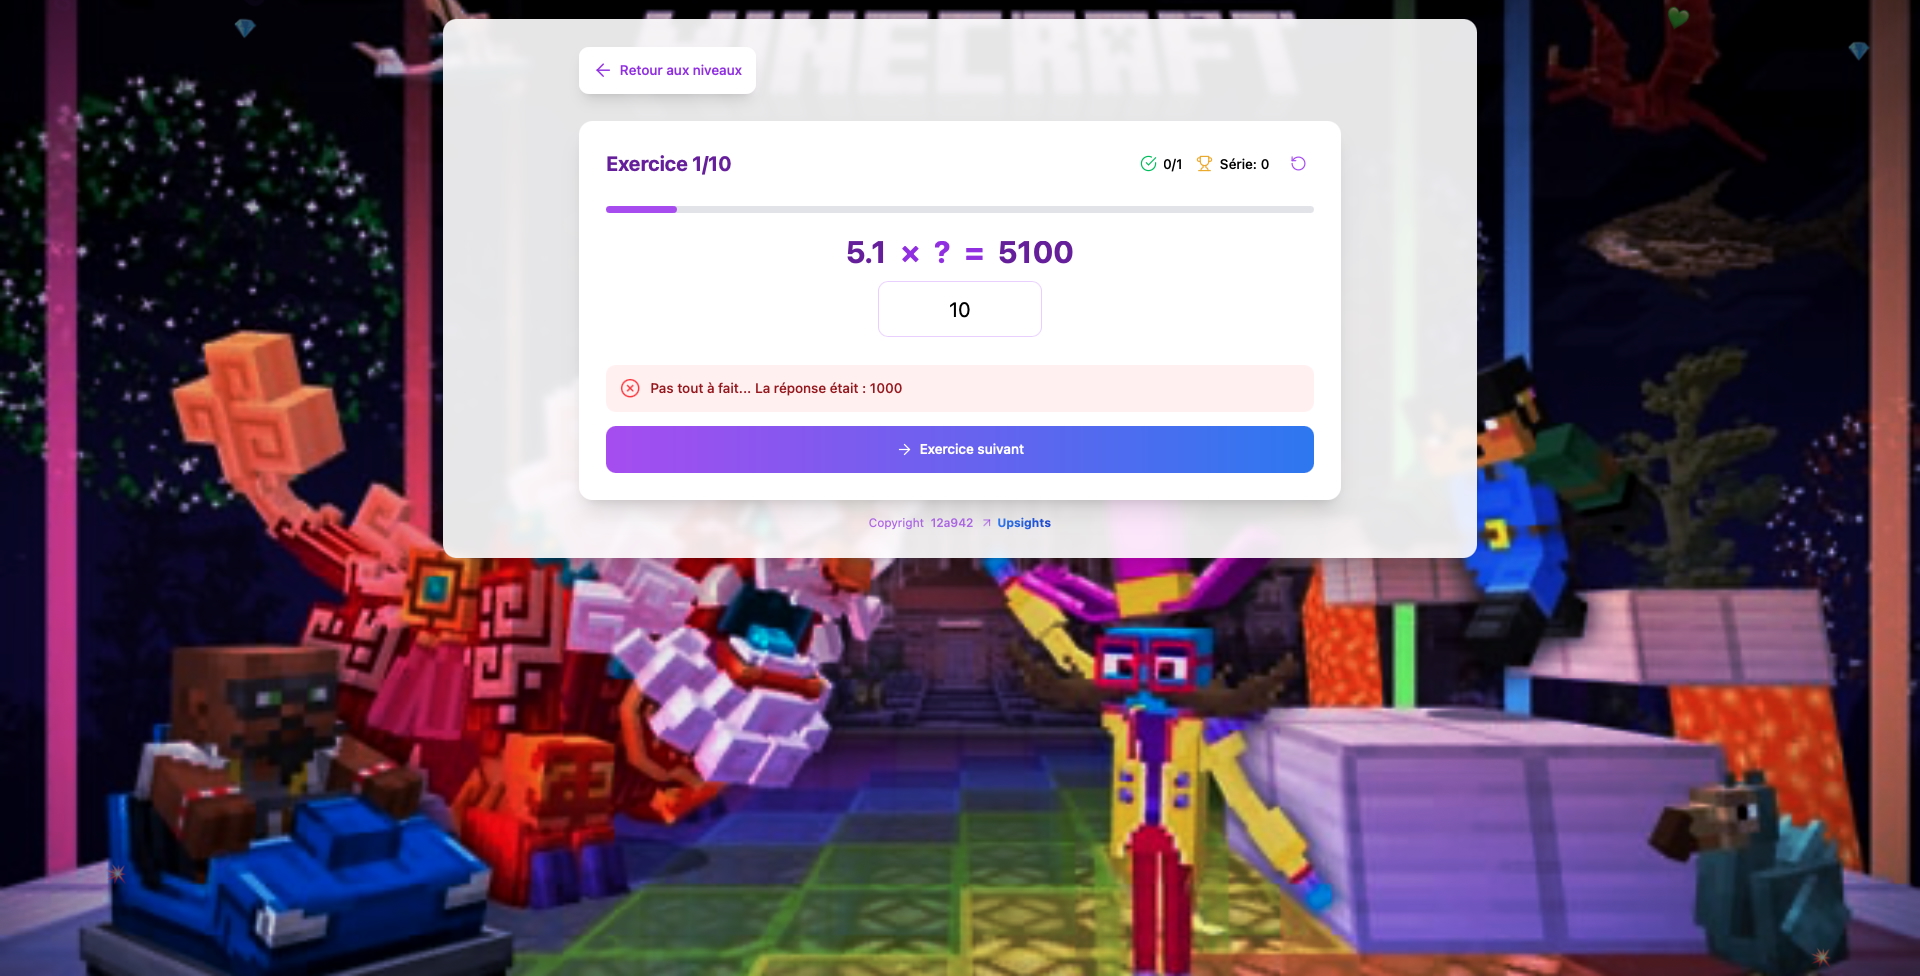 MINECRAFT
Retour aux niveaux
Exercice 1/10
0/1 Série: 0
5.1 × ? = 5100
10
Pas tout à fait... La réponse était : 1000
Exercice suivant
Copyright 12a942 Upsights